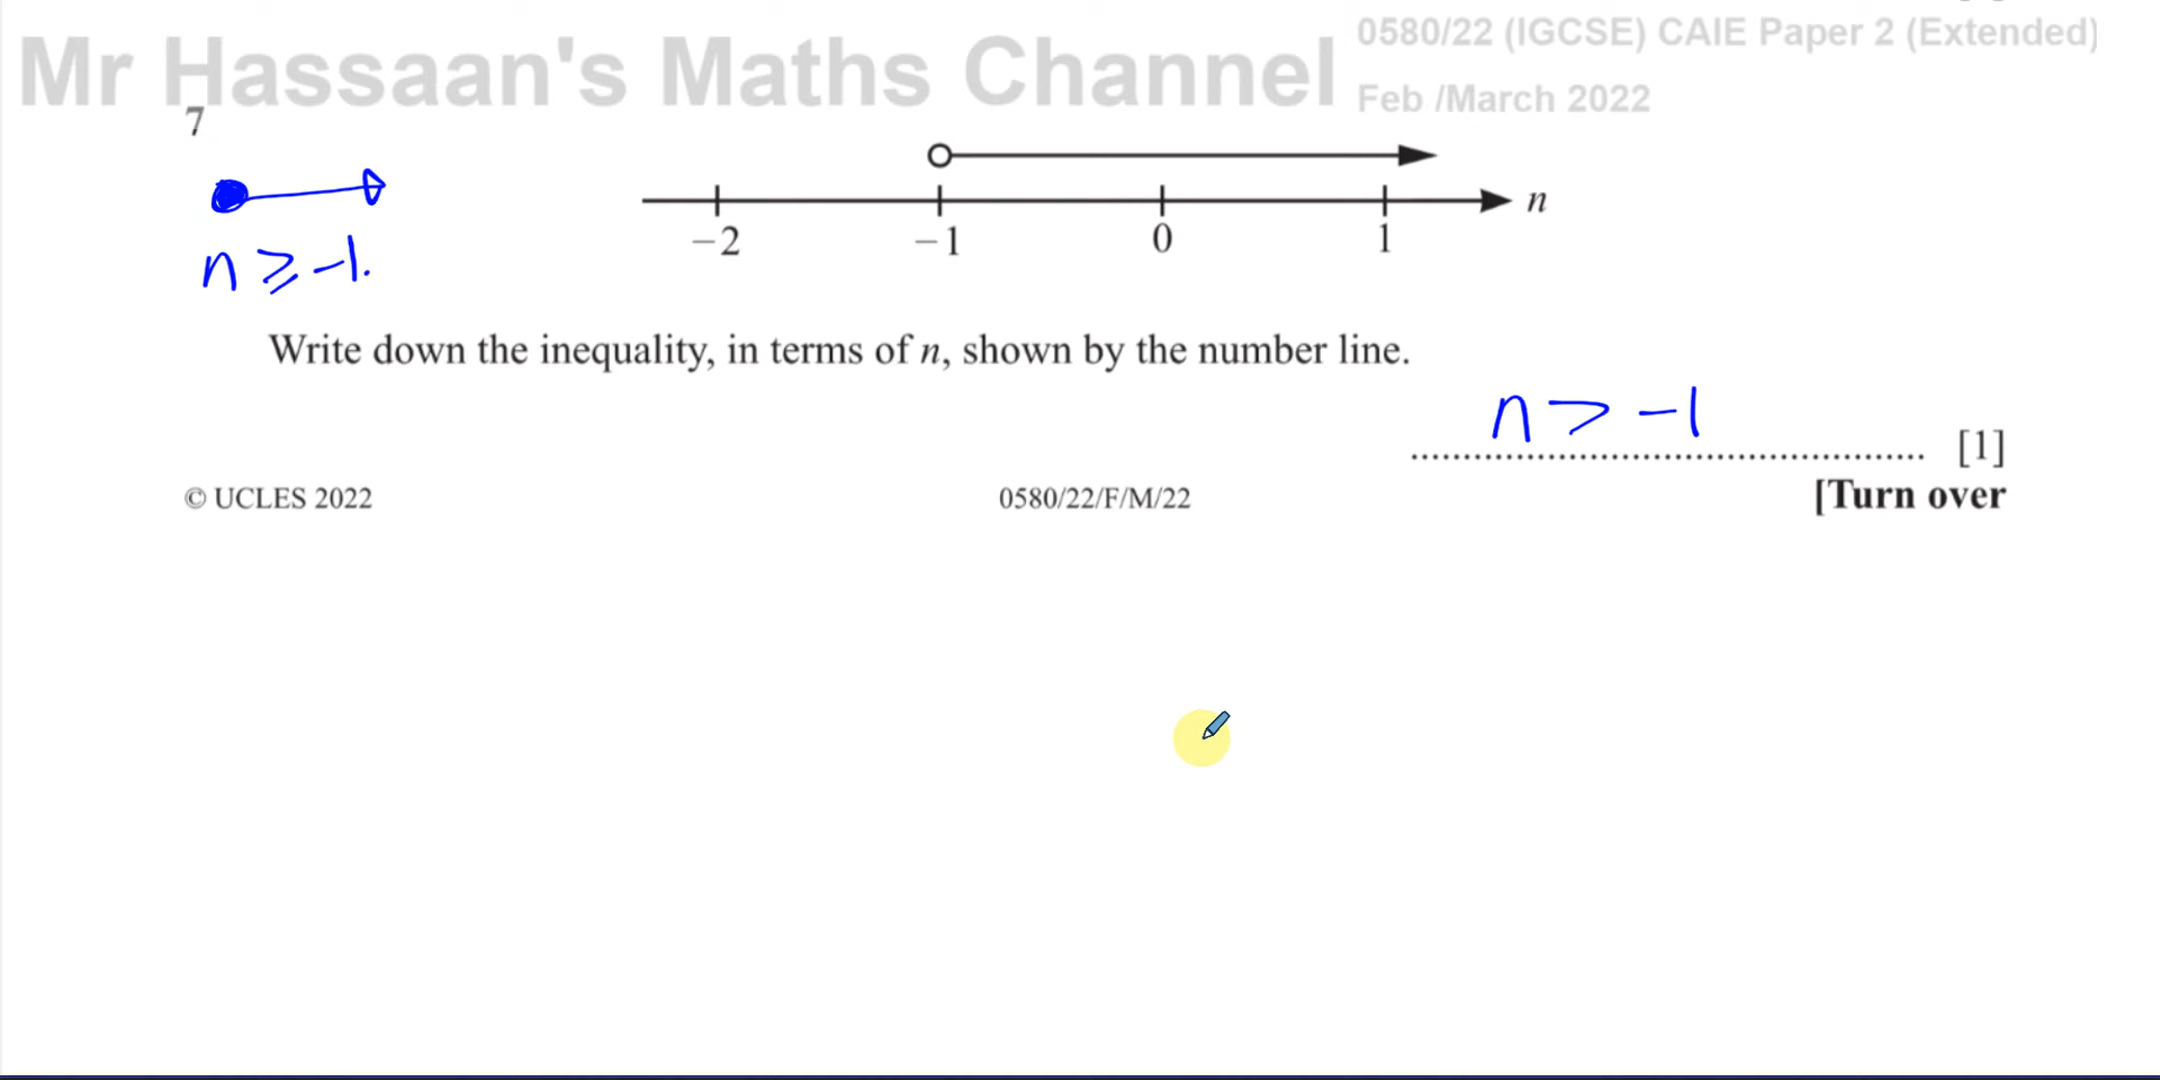 Mr Hassaan's Maths Channel
0580/22 (IGSCE) CAIE Paper 2 (Extended)
Feb /March 2022
7
n
−2 −1 0 1
n ≥ −1.
Write down the inequality, in terms of n, shown by the number line.
n > −1
.................................................. [1]
© UCLES 2022 0580/22/F/M/22 [Turn over